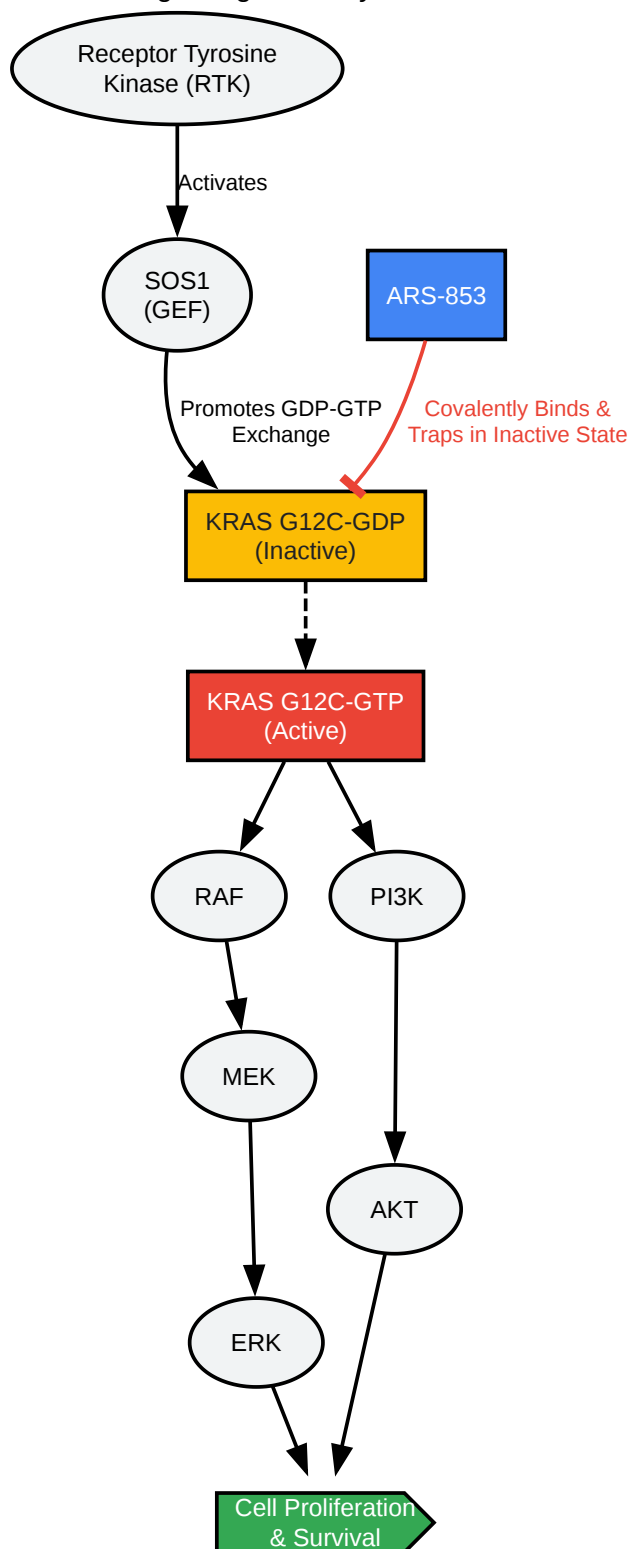 Receptor Tyrosine
Kinase (RTK)
Activates
SOS1
(GEF)
ARS-853
Promotes GDP-GTP
Exchange
Covalently Binds &
Traps in Inactive State
KRAS G12C-GDP
(Inactive)
KRAS G12C-GTP
(Active)
RAF
PI3K
MEK
AKT
ERK
Cell Proliferation
& Survival